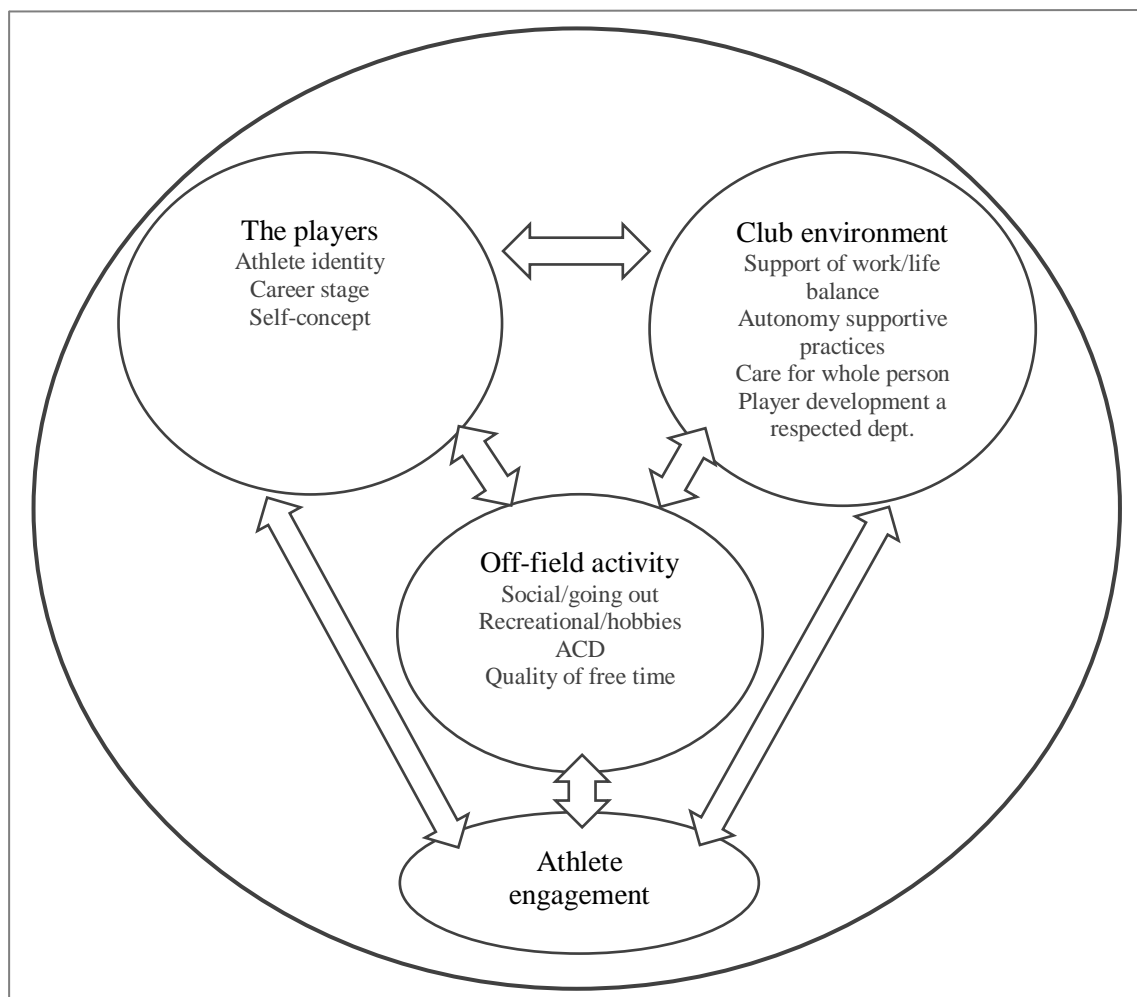 The players
Athlete identity
Career stage
Self-concept
Club environment
Support of work/life
balance
Autonomy supportive
practices
Care for whole person
Player development a
respected dept.
Off-field activity
Social/going out
Recreational/hobbies
ACD
Quality of free time
Athlete
engagement